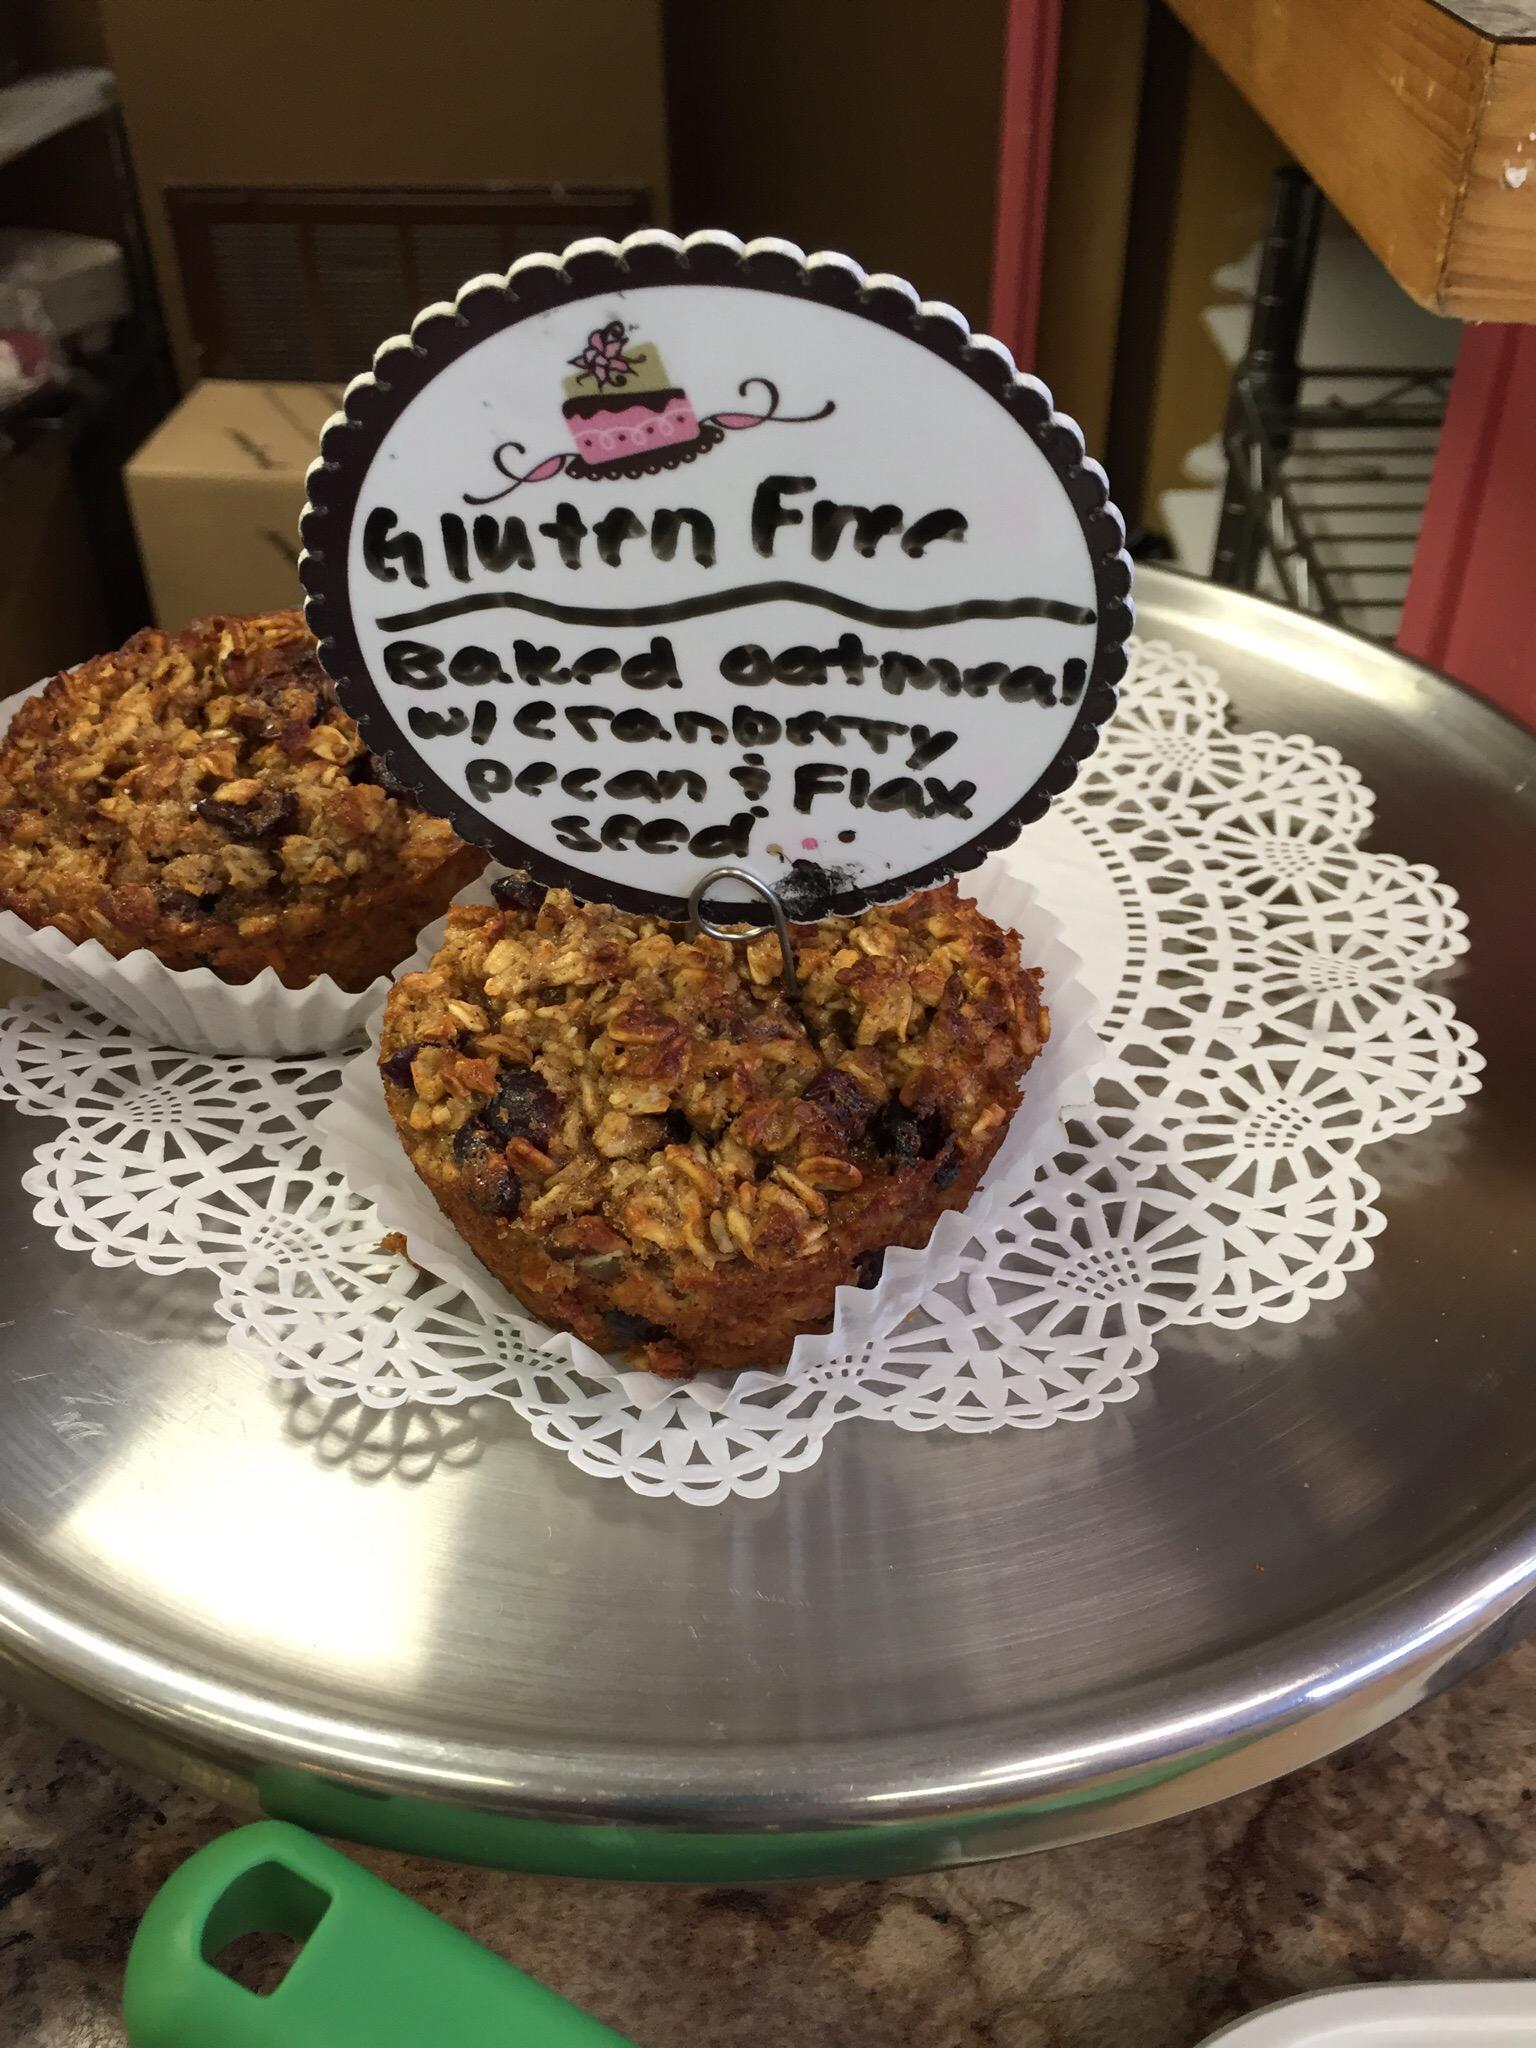 Gluten Free
Baked oatmeal
w/ cranberry
pecan & Flax
seed